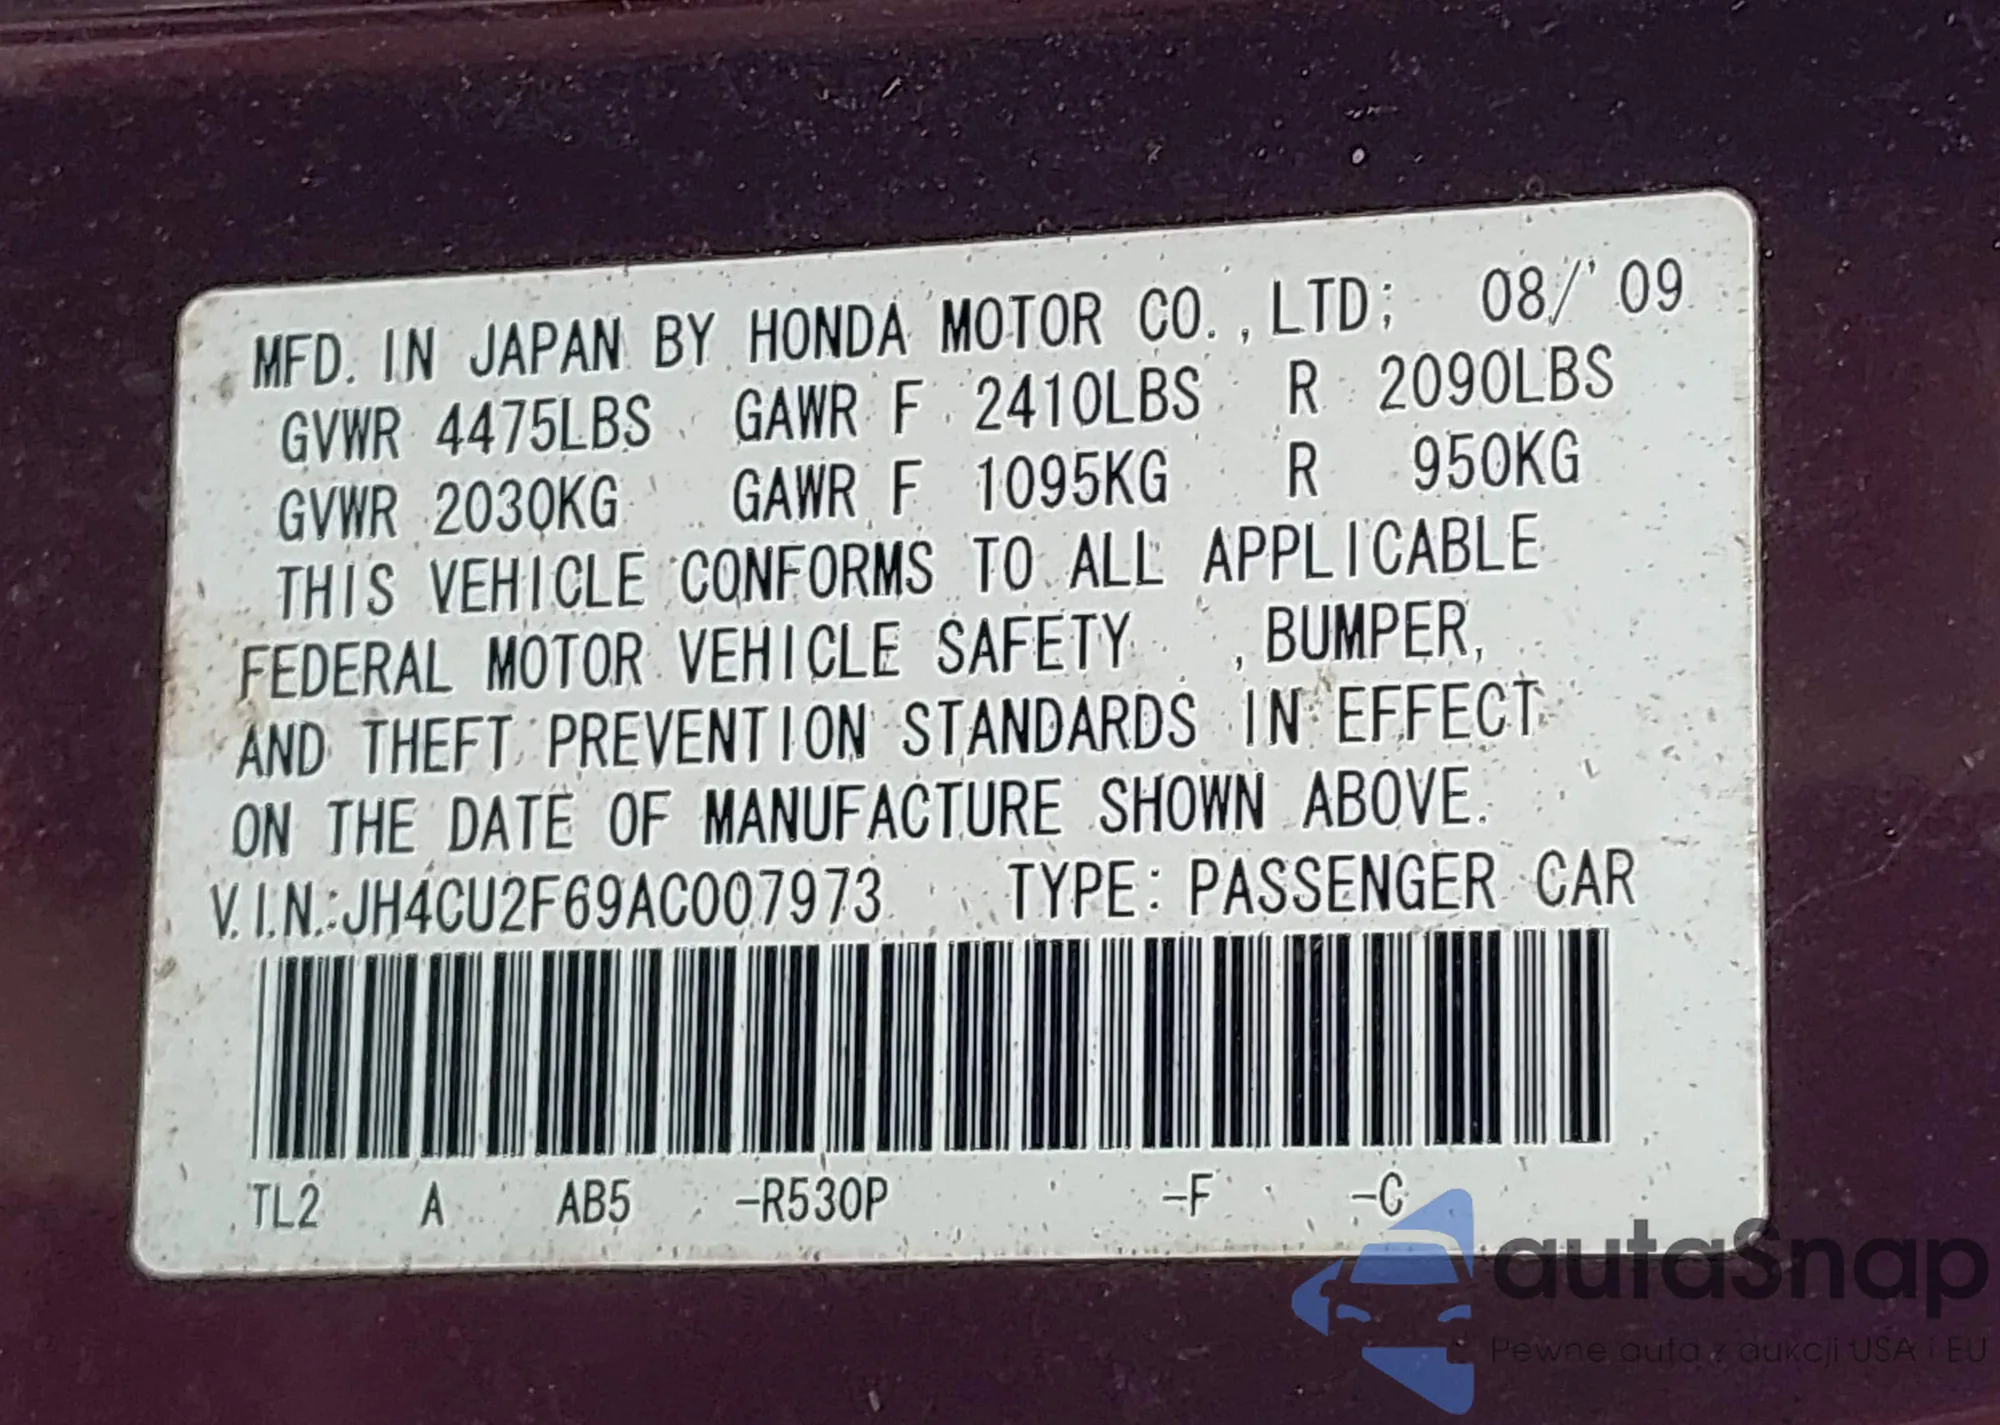 MFD. IN JAPAN BY HONDA MOTOR CO.,LTD; 08/'09
GVWR 4475LBS GAWR F 2410LBS R 2090LBS
GVWR 2030KG GAWR F 1095KG R 950KG
THIS VEHICLE CONFORMS TO ALL APPLICABLE
FEDERAL MOTOR VEHICLE SAFETY , BUMPER,
AND THEFT PREVENTION STANDARDS IN EFFECT
ON THE DATE OF MANUFACTURE SHOWN ABOVE.
V.I.N.:JH4CU2F69AC007973 TYPE: PASSENGER CAR
TL2 A AB5 -R530P -F -C
autaSnap
Pewne auta z aukcji USA i EU